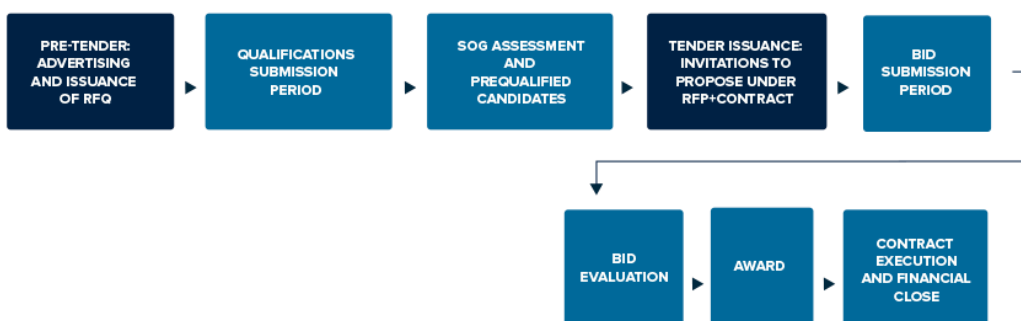 PRE-TENDER:
ADVERTISING
AND ISSUANCE
OF RFQ
QUALIFICATIONS
SUBMISSION
PERIOD
SOG ASSESSMENT
AND
PREQUALIFIED
CANDIDATES
TENDER ISSUANCE:
INVITATIONS TO
PROPOSE UNDER
RFP+CONTRACT
BID
SUBMISSION
PERIOD
BID
EVALUATION
AWARD
CONTRACT
EXECUTION
AND FINANCIAL
CLOSE